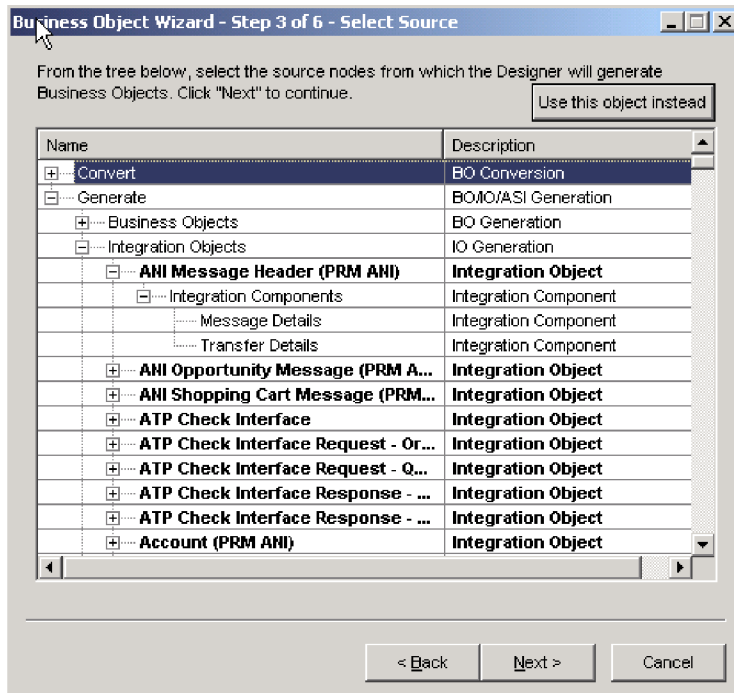 Business Object Wizard - Step 3 of 6 - Select Source
From the tree below, select the source nodes from which the Designer will generate
Business Objects. Click "Next" to continue.
Use this object instead
Name Description
Convert BO Conversion
Generate BO/IO/ASI Generation
Business Objects BO Generation
Integration Objects IO Generation
ANI Message Header (PRM ANI) Integration Object
Integration Components Integration Component
Message Details Integration Component
Transfer Details Integration Component
ANI Opportunity Message (PRM A... Integration Object
ANI Shopping Cart Message (PRM... Integration Object
ATP Check Interface Integration Object
ATP Check Interface Request - Or... Integration Object
ATP Check Interface Request - Q... Integration Object
ATP Check Interface Response - ... Integration Object
ATP Check Interface Response - ... Integration Object
Account (PRM ANI) Integration Object
< Back Next > Cancel